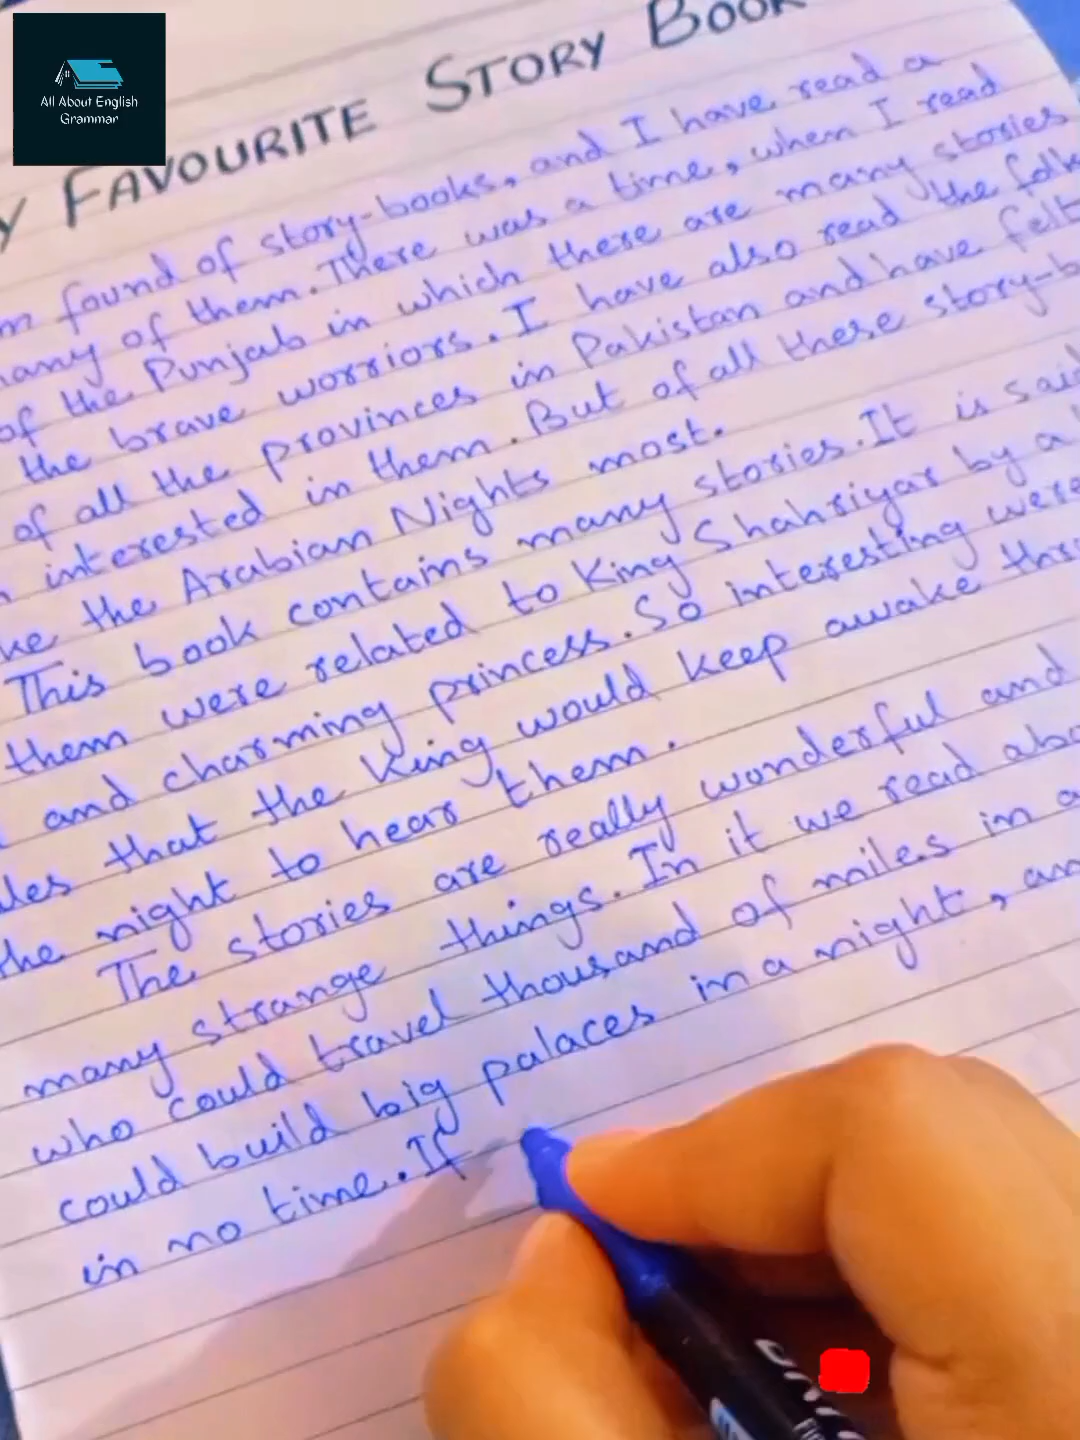 All About English
Grammar
Y FAVOURITE STORY BOOK
m found of story-books, and I have read a
many of them. There was a time, when I read
of the Punjab in which there are many stories
the brave worriors. I have also read the folk
of all the provinces in Pakistan and have felt
interested in them. But of all these story-b
ke the Arabian Nights most.
This book contains many stories. It is said
them were related to King Shahriyar by a
and charming princess. So interesting were
les that the King would keep awake thr
the night to hear them.
The stories are really wonderful and
many strange things. In it we read abo
who could travel thousand of miles in a
could build big palaces in a night, an
in no time. If